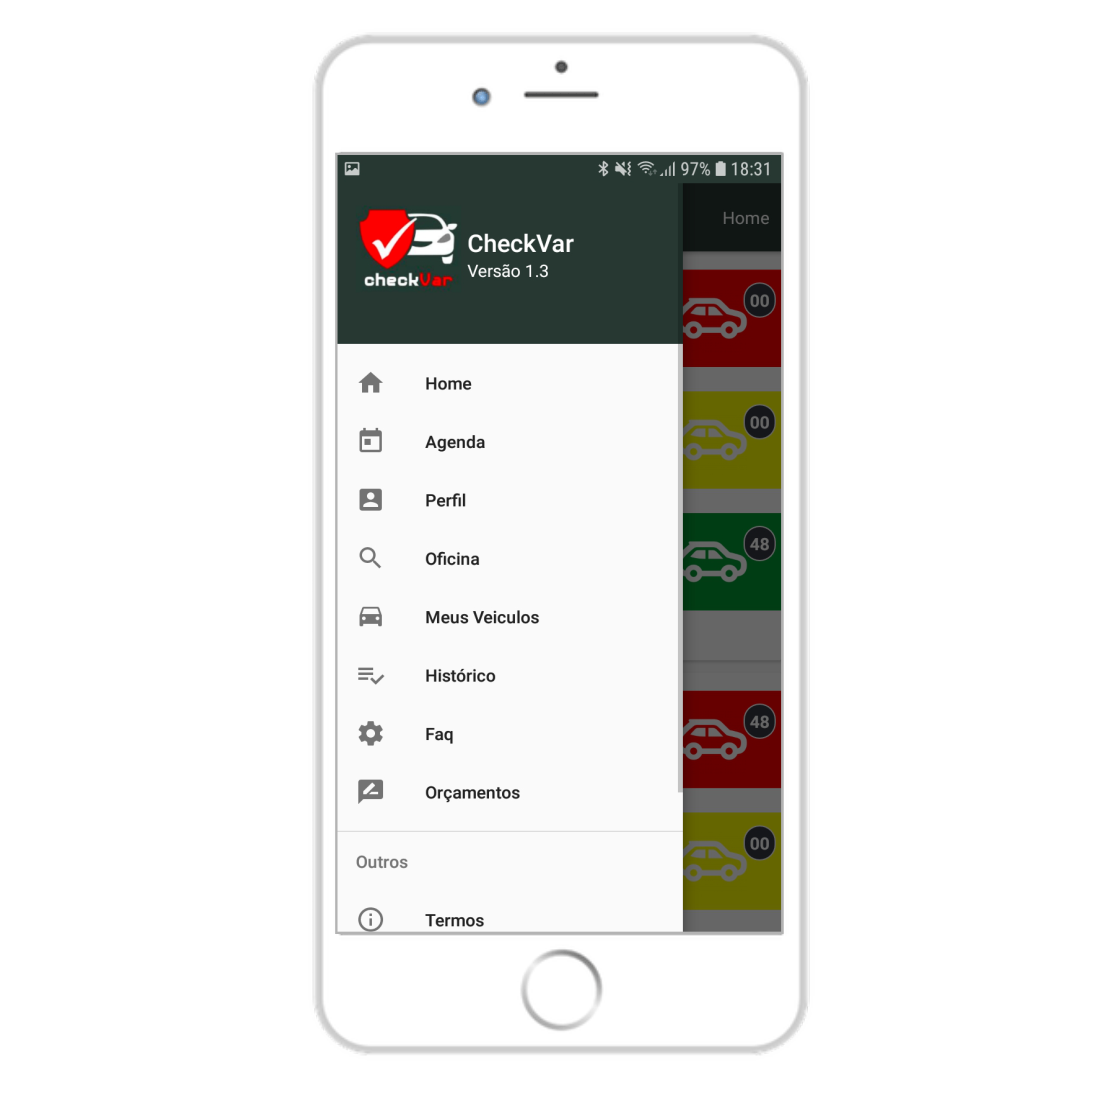 97% 18:31
Home
checkVar
CheckVar
Versão 1.3
Home
Agenda
Perfil
Oficina
Meus Veiculos
Histórico
Faq
Orçamentos
Outros
Termos
00
00
48
48
00